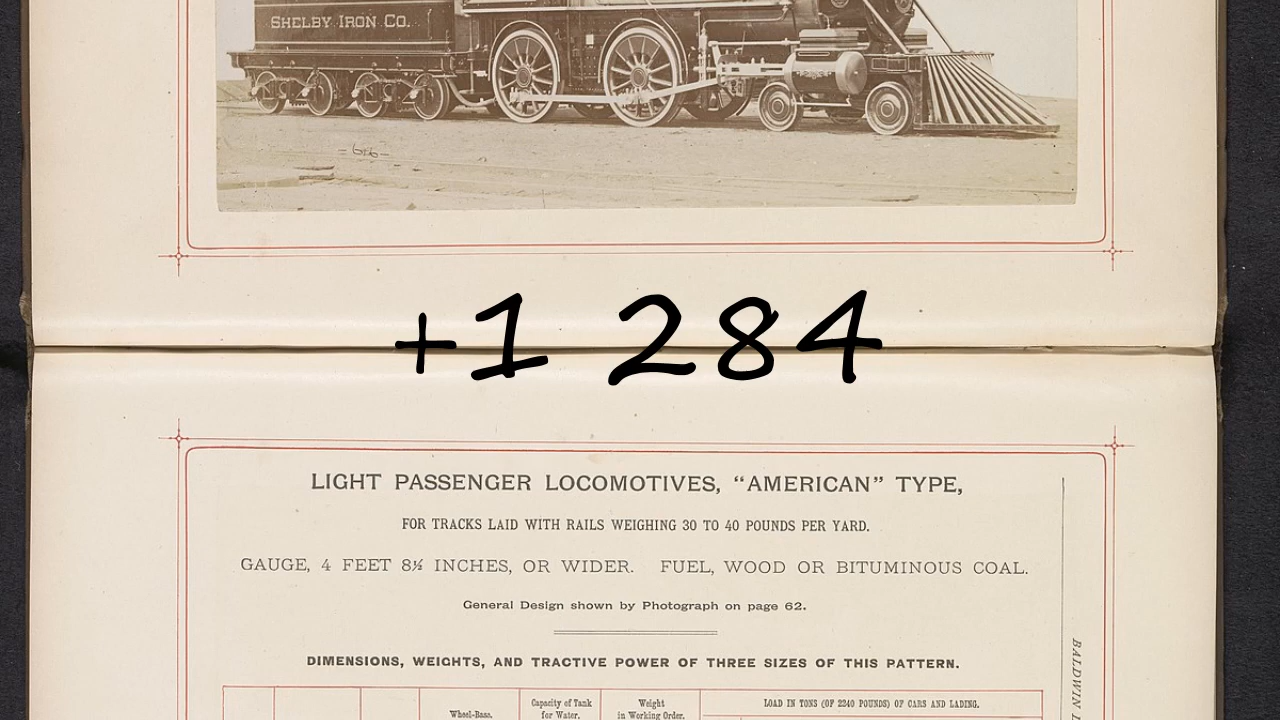 SHELBY IRON CO.
+1 284
LIGHT PASSENGER LOCOMOTIVES, “AMERICAN” TYPE,
FOR TRACKS LAID WITH RAILS WEIGHING 30 TO 40 POUNDS PER YARD.
GAUGE, 4 FEET 8½ INCHES, OR WIDER. FUEL, WOOD OR BITUMINOUS COAL.
General Design shown by Photograph on page 62.
DIMENSIONS, WEIGHTS, AND TRACTIVE POWER OF THREE SIZES OF THIS PATTERN.
BALDWIN
Wheel-Base.
Capacity of Tank
for Water.
Weight
in Working Order.
LOAD IN TONS (OF 2240 POUNDS) OF CARS AND LADING.